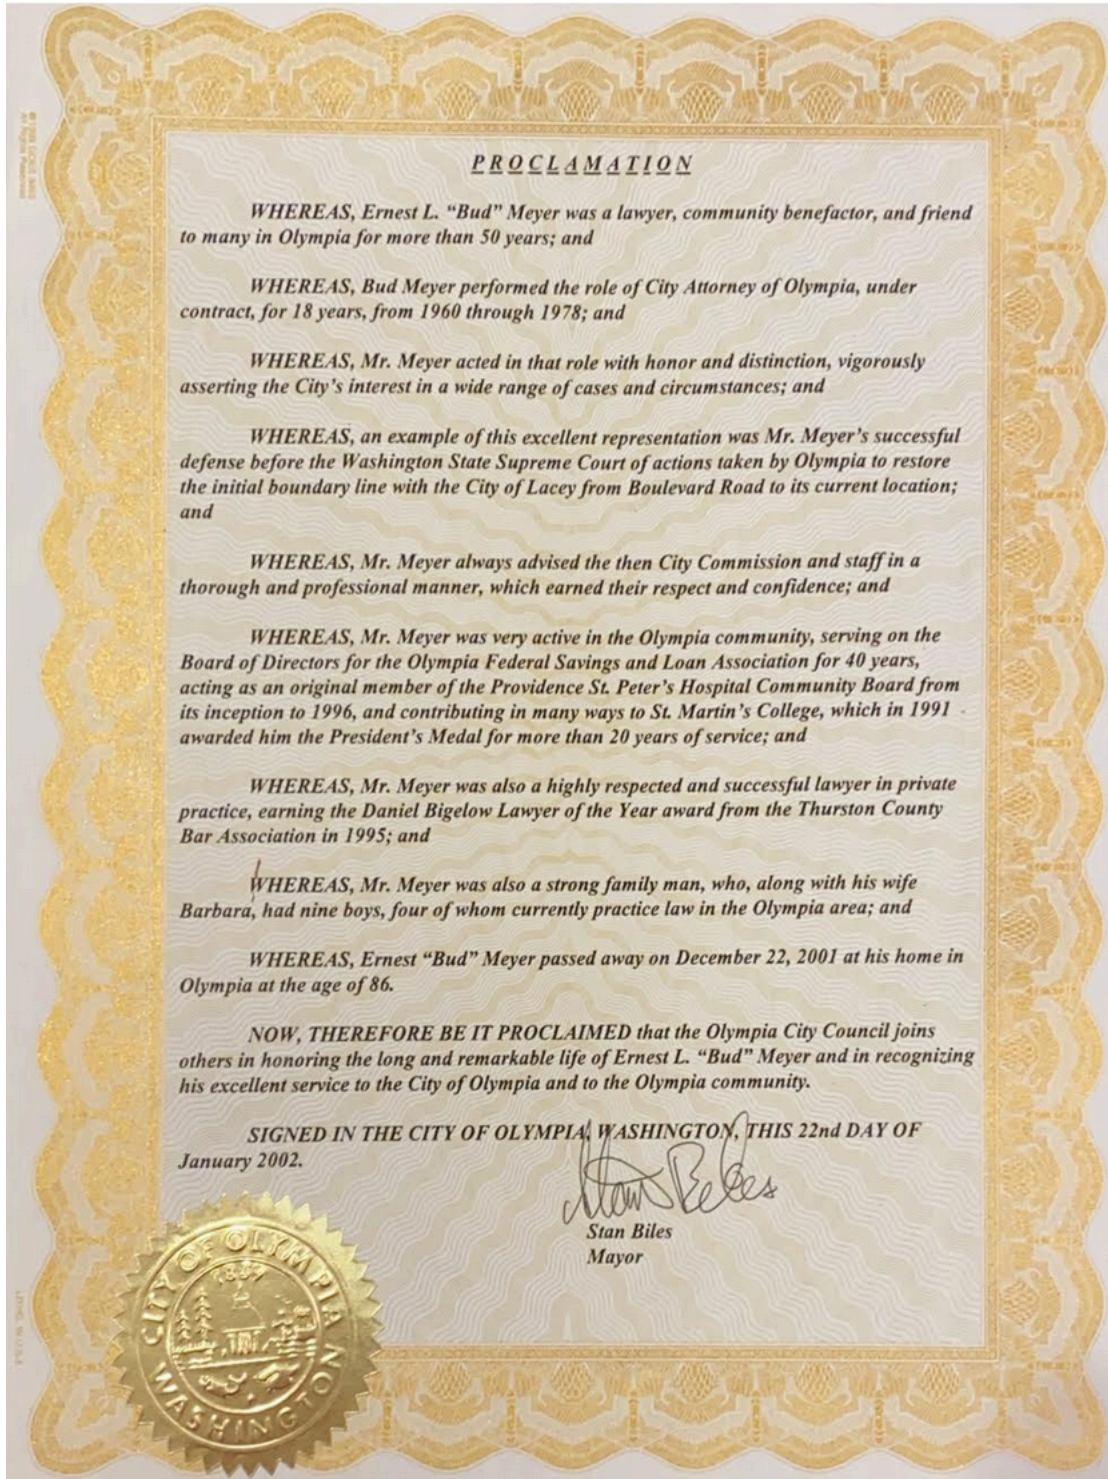 PROCLAMATION
WHEREAS, Ernest L. “Bud” Meyer was a lawyer, community benefactor, and friend
to many in Olympia for more than 50 years; and
WHEREAS, Bud Meyer performed the role of City Attorney of Olympia, under
contract, for 18 years, from 1960 through 1978; and
WHEREAS, Mr. Meyer acted in that role with honor and distinction, vigorously
asserting the City’s interest in a wide range of cases and circumstances; and
WHEREAS, an example of this excellent representation was Mr. Meyer’s successful
defense before the Washington State Supreme Court of actions taken by Olympia to restore
the initial boundary line with the City of Lacey from Boulevard Road to its current location;
and
WHEREAS, Mr. Meyer always advised the then City Commission and staff in a
thorough and professional manner, which earned their respect and confidence; and
WHEREAS, Mr. Meyer was very active in the Olympia community, serving on the
Board of Directors for the Olympia Federal Savings and Loan Association for 40 years,
acting as an original member of the Providence St. Peter’s Hospital Community Board from
its inception to 1996, and contributing in many ways to St. Martin’s College, which in 1991
awarded him the President’s Medal for more than 20 years of service; and
WHEREAS, Mr. Meyer was also a highly respected and successful lawyer in private
practice, earning the Daniel Bigelow Lawyer of the Year award from the Thurston County
Bar Association in 1995; and
WHEREAS, Mr. Meyer was also a strong family man, who, along with his wife
Barbara, had nine boys, four of whom currently practice law in the Olympia area; and
WHEREAS, Ernest “Bud” Meyer passed away on December 22, 2001 at his home in
Olympia at the age of 86.
NOW, THEREFORE BE IT PROCLAIMED that the Olympia City Council joins
others in honoring the long and remarkable life of Ernest L. “Bud” Meyer and in recognizing
his excellent service to the City of Olympia and to the Olympia community.
SIGNED IN THE CITY OF OLYMPIA, WASHINGTON, THIS 22nd DAY OF
January 2002.
Stan Biles
Stan Biles
Mayor
CITY OF OLYMPIA
1859
WASHINGTON